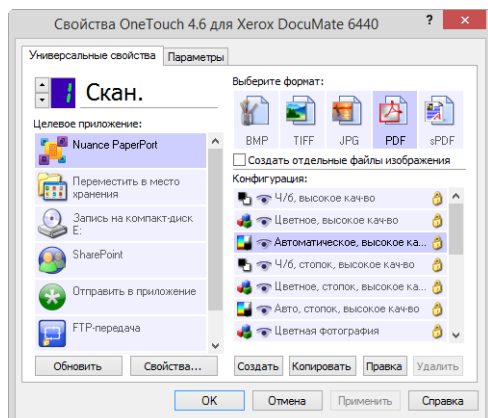 Свойства OneTouch 4.6 для Xerox DocuMate 6440
?
Универсальные свойства
Параметры
1
Скан.
Целевое приложение:
Nuance PaperPort
Переместить в место
хранения
Запись на компакт-диск
E:
SharePoint
Отправить в приложение
FTP-передача
Обновить
Свойства...
Выберите формат:
BMP
TIFF
JPG
PDF
sPDF
Создать отдельные файлы изображения
Конфигурация:
Ч/б, высокое кач-во
Цветное, высокое кач-во
Автоматическое, высокое ка...
Ч/б, стопок, высокое кач-во
Цветное, стопок, высокое ка...
Авто, стопок, высокое кач-во
Цветная фотография
Создать
Копировать
Правка
Удалить
OK
Отмена
Применить
Справка